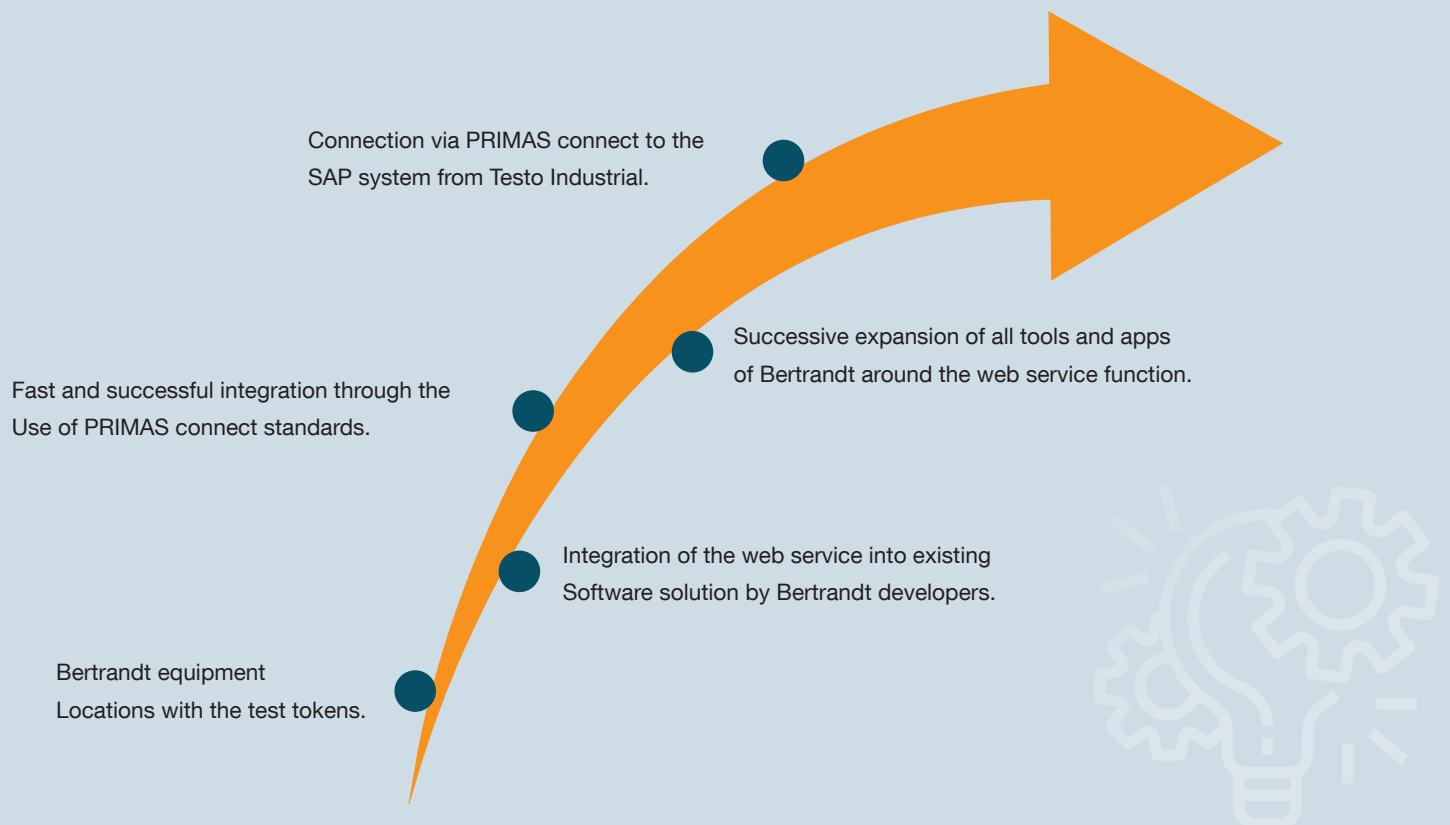 Connection via PRIMAS connect to the
SAP system from Testo Industrial.
Successive expansion of all tools and apps
of Bertrandt around the web service function.
Fast and successful integration through the
Use of PRIMAS connect standards.
Integration of the web service into existing
Software solution by Bertrandt developers.
Bertrandt equipment
Locations with the test tokens.